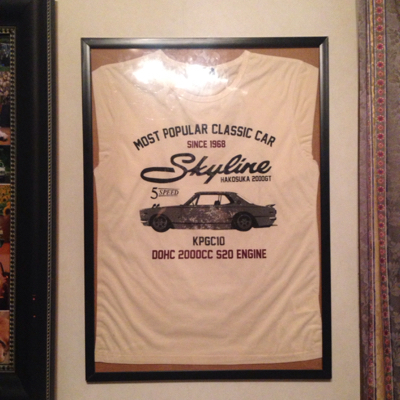 MOST POPULAR CLASSIC CAR
SINCE 1968
Skyline
HAKOSUKA 2000GT
5 SPEED
KPGC10
DOHC 2000CC S20 ENGINE